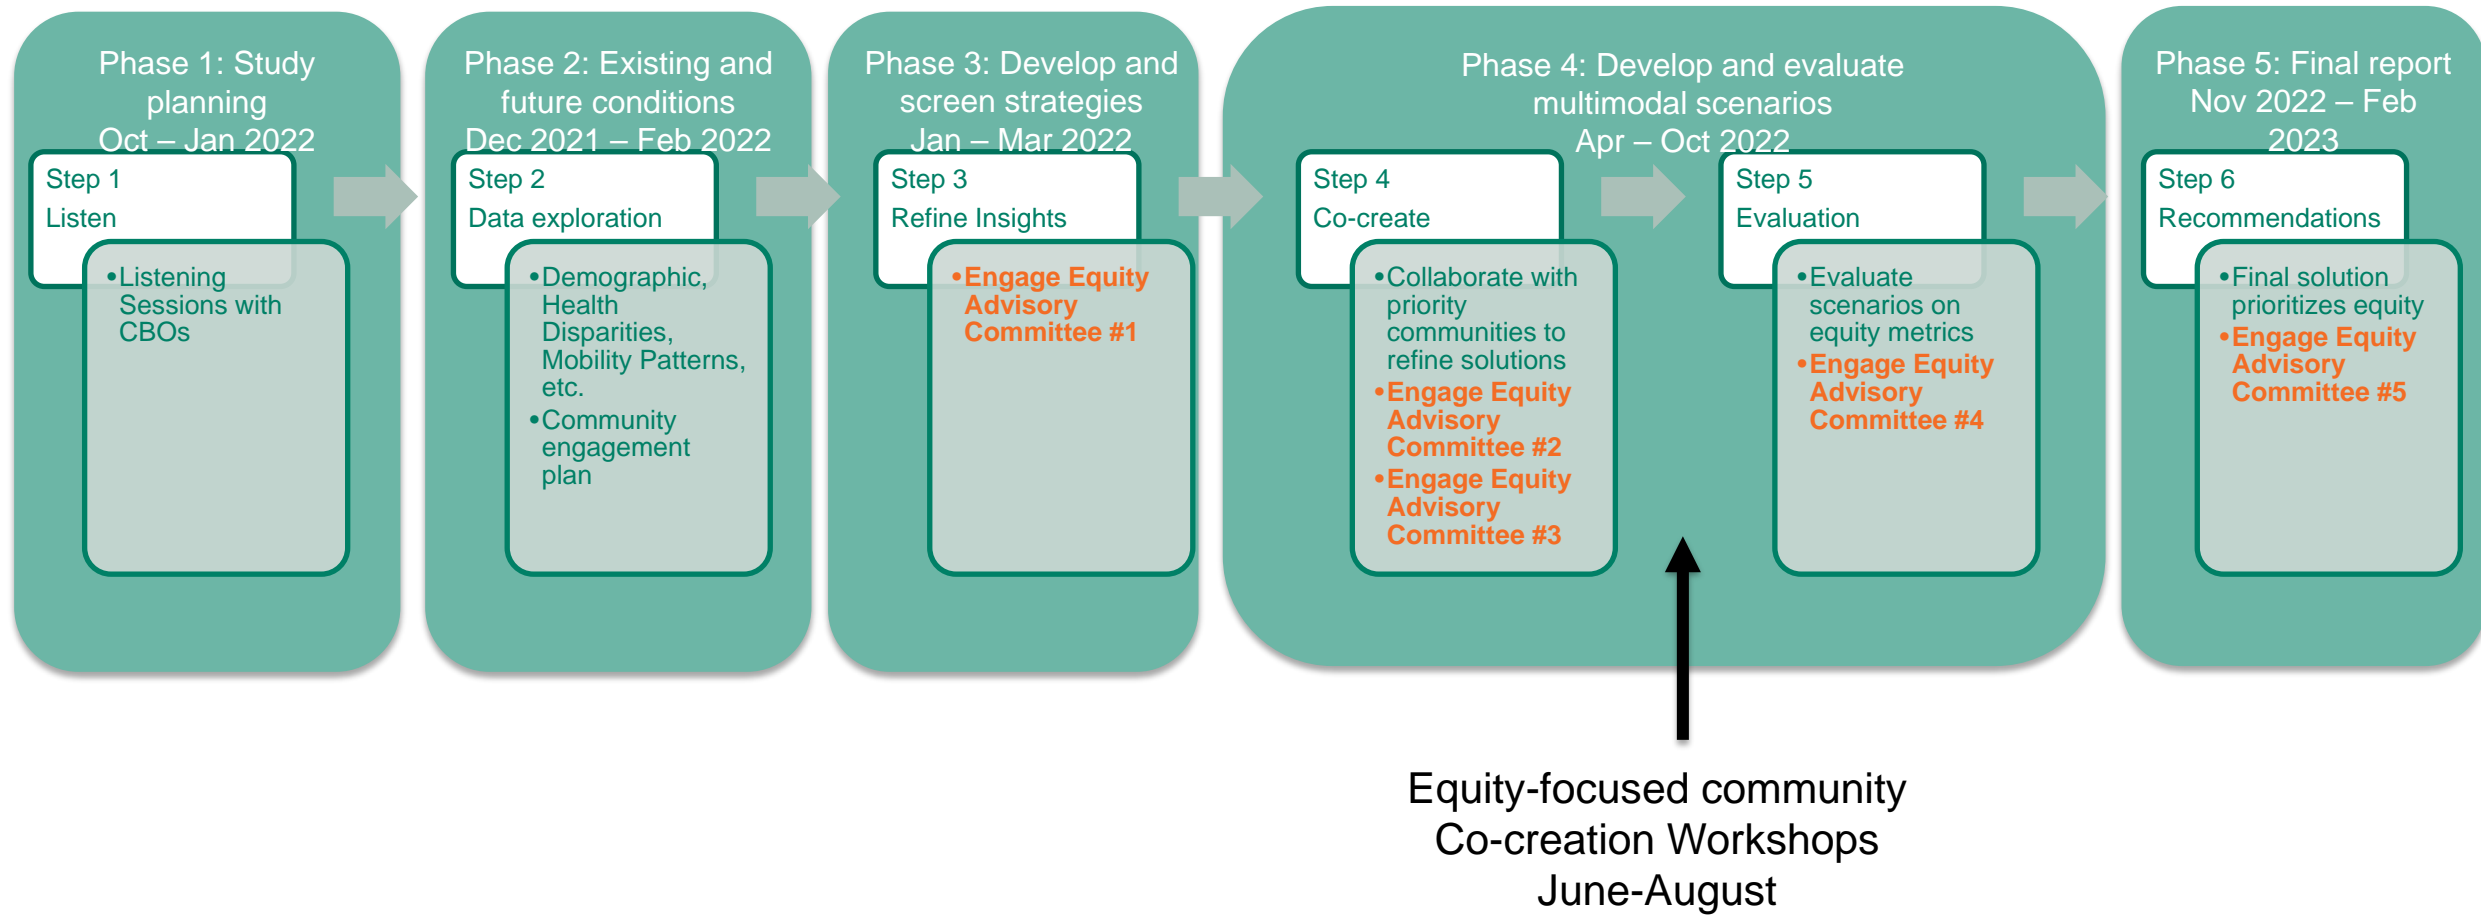 Phase 1: Study
planning
Oct – Jan 2022
Step 1
Listen
•Listening
Sessions with
CBOs
Phase 2: Existing and
future conditions
Dec 2021 – Feb 2022
Step 2
Data exploration
•Demographic,
Health
Disparities,
Mobility Patterns,
etc.
•Community
engagement
plan
Phase 3: Develop and
screen strategies
Jan – Mar 2022
Step 3
Refine Insights
•Engage Equity
Advisory
Committee #1
Phase 4: Develop and evaluate
multimodal scenarios
Apr – Oct 2022
Step 4
Co-create
•Collaborate with
priority
communities to
refine solutions
•Engage Equity
Advisory
Committee #2
•Engage Equity
Advisory
Committee #3
Step 5
Evaluation
•Evaluate
scenarios on
equity metrics
•Engage Equity
Advisory
Committee #4
Phase 5: Final report
Nov 2022 – Feb
2023
Step 6
Recommendations
•Final solution
prioritizes equity
•Engage Equity
Advisory
Committee #5
Equity-focused community
Co-creation Workshops
June-August